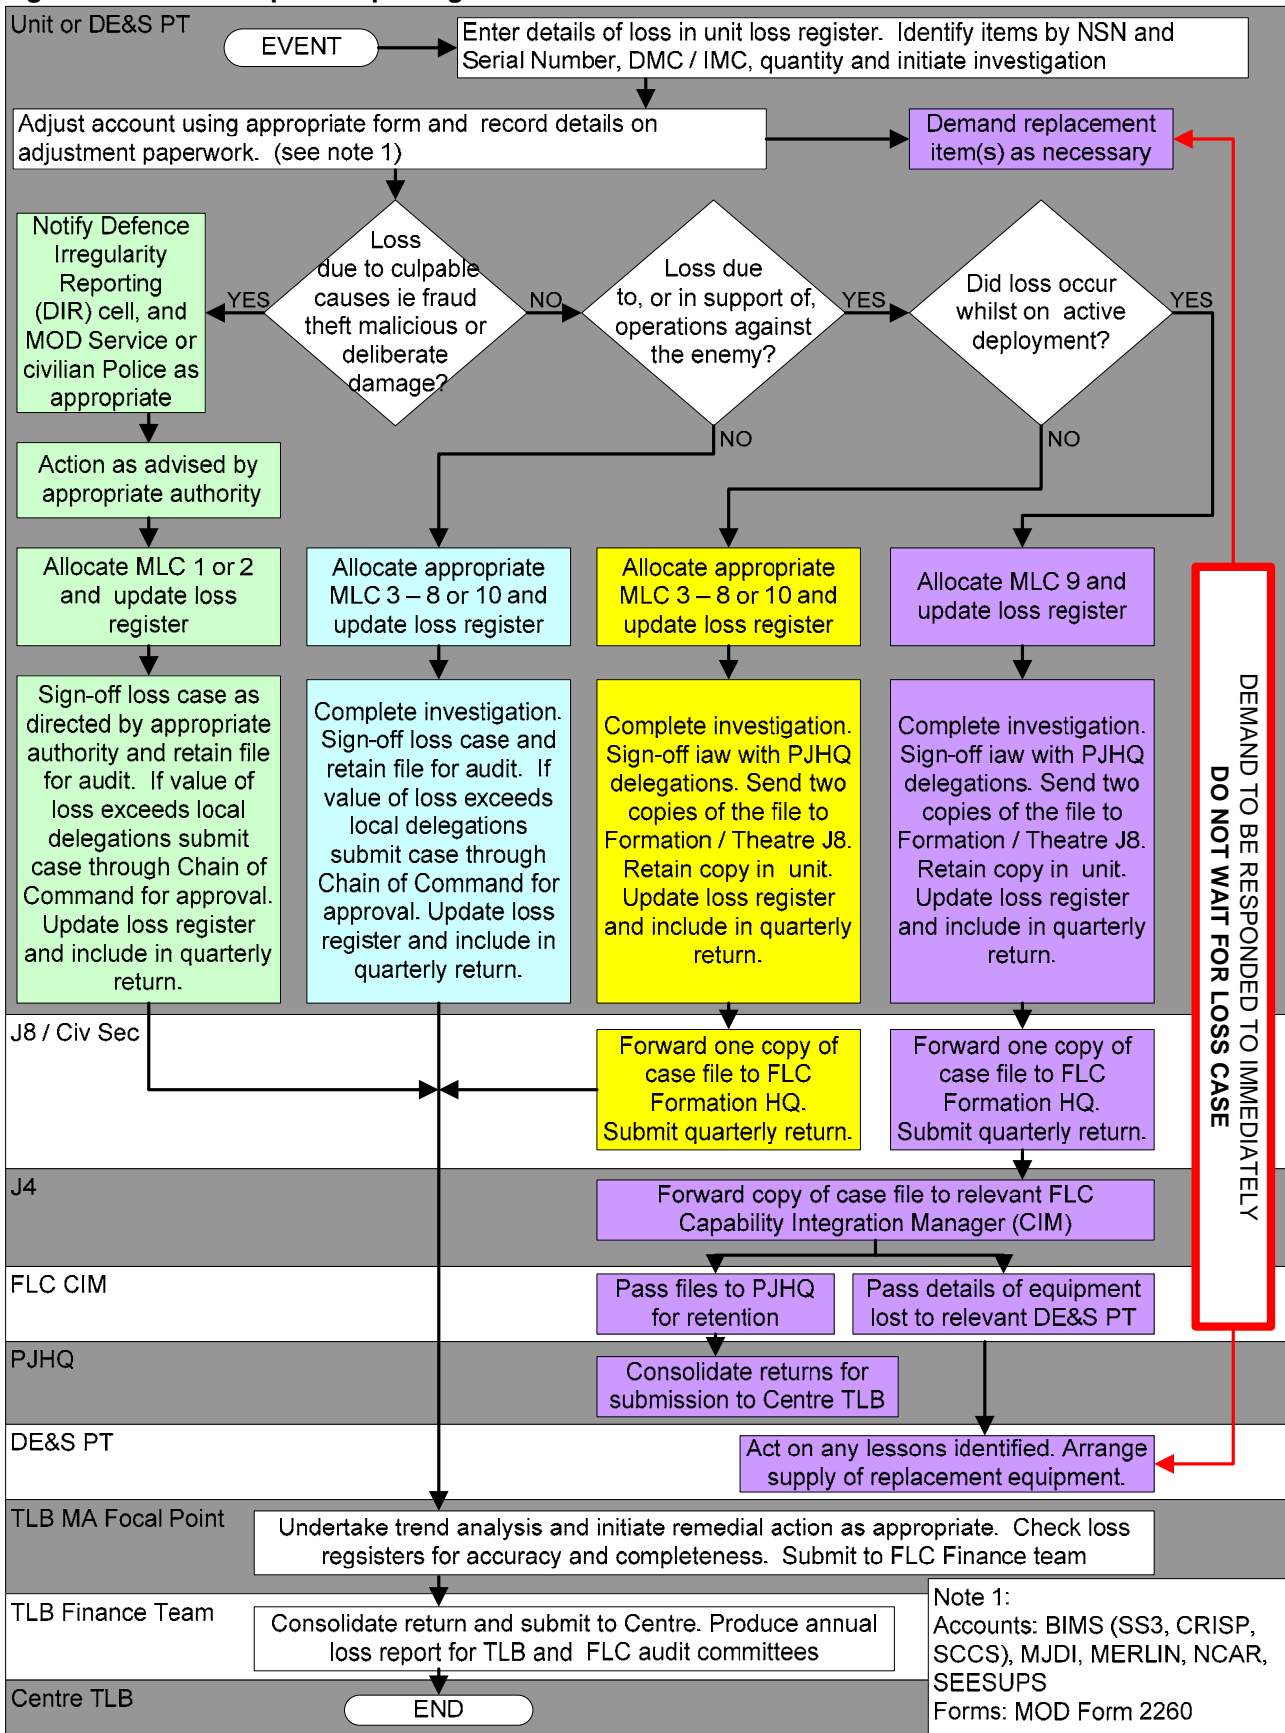 Unit or DE&S PT
EVENT
Enter details of loss in unit loss register. Identify items by NSN and
Serial Number, DMC / IMC, quantity and initiate investigation
Adjust account using appropriate form and record details on
adjustment paperwork. (see note 1)
Demand replacement
item(s) as necessary
Notify Defence
Irregularity
Reporting
(DIR) cell, and
MOD Service or
civilian Police as
appropriate
YES
Loss
due to culpable
causes ie fraud
theft malicious or
deliberate
damage?
NO
Loss due
to, or in support of,
operations against
the enemy?
YES
Did loss occur
whilst on active
deployment?
YES
NO
NO
Action as advised by
appropriate authority
Allocate MLC 1 or 2
and update loss
register
Allocate appropriate
MLC 3 – 8 or 10 and
update loss register
Allocate appropriate
MLC 3 – 8 or 10 and
update loss register
Allocate MLC 9 and
update loss register
Sign-off loss case as
directed by appropriate
authority and retain file
for audit. If value of
loss exceeds local
delegations submit
case through Chain of
Command for approval.
Update loss register
and include in quarterly
return.
Complete investigation.
Sign-off loss case and
retain file for audit. If
value of loss exceeds
local delegations
submit case through
Chain of Command for
approval. Update loss
register and include in
quarterly return.
Complete investigation.
Sign-off iaw with PJHQ
delegations. Send two
copies of the file to
Formation / Theatre J8.
Retain copy in unit.
Update loss register
and include in quarterly
return.
Complete investigation.
Sign-off iaw with PJHQ
delegations. Send two
copies of the file to
Formation / Theatre J8.
Retain copy in unit.
Update loss register
and include in quarterly
return.
DEMAND TO BE RESPONDED TO IMMEDIATELY
DO NOT WAIT FOR LOSS CASE
J8 / Civ Sec
Forward one copy of
case file to FLC
Formation HQ.
Submit quarterly return.
Forward one copy of
case file to FLC
Formation HQ.
Submit quarterly return.
J4
Forward copy of case file to relevant FLC
Capability Integration Manager (CIM)
FLC CIM
Pass files to PJHQ
for retention
Pass details of equipment
lost to relevant DE&S PT
PJHQ
Consolidate returns for
submission to Centre TLB
DE&S PT
Act on any lessons identified. Arrange
supply of replacement equipment.
TLB MA Focal Point
Undertake trend analysis and initiate remedial action as appropriate. Check loss
regsisters for accuracy and completeness. Submit to FLC Finance team
TLB Finance Team
Consolidate return and submit to Centre. Produce annual
loss report for TLB and FLC audit committees
Note 1:
Accounts: BIMS (SS3, CRISP,
SCCS), MJDI, MERLIN, NCAR,
SEESUPS
Forms: MOD Form 2260
Centre TLB
END